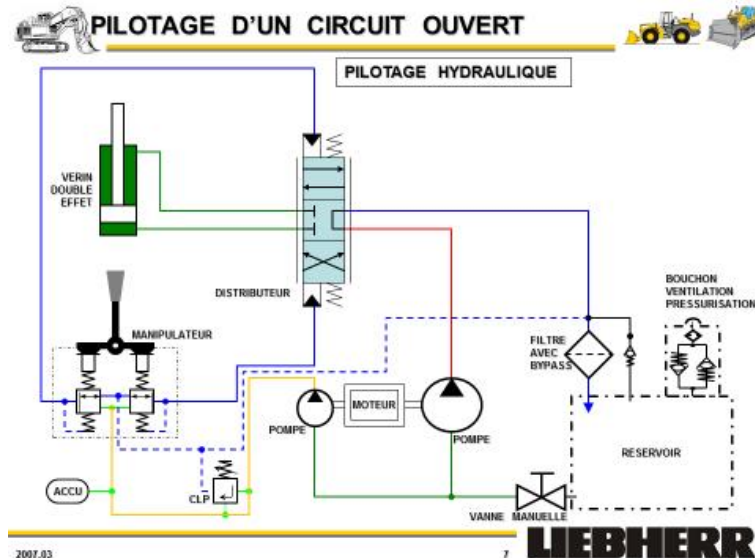 PILOTAGE D'UN CIRCUIT OUVERT
PILOTAGE HYDRAULIQUE
VERIN
DOUBLE
EFFET
DISTRIBUTEUR
BOUCHON
VENTILATION
PRESSURISATION
MANIPULATEUR
FILTRE
AVEC
BYPASS
MOTEUR
POMPE
POMPE
RESERVOIR
ACCU
CLP
VANNE MANUELLE
2007.03
7
LIEBHERR